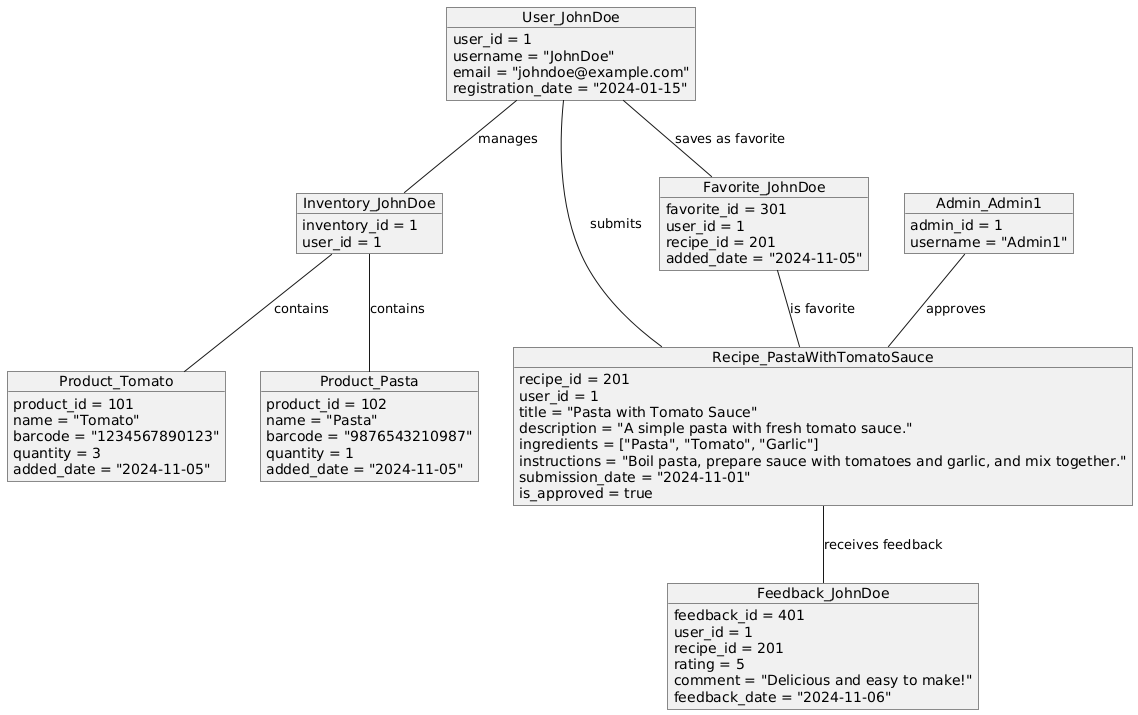 User_JohnDoe
user_id = 1
username = "JohnDoe"
email = "johndoe@example.com"
registration_date = "2024-01-15"
manages
saves as favorite
submits
Inventory_JohnDoe
inventory_id = 1
user_id = 1
Favorite_JohnDoe
favorite_id = 301
user_id = 1
recipe_id = 201
added_date = "2024-11-05"
Admin_Admin1
admin_id = 1
username = "Admin1"
contains
contains
is favorite
approves
Product_Tomato
product_id = 101
name = "Tomato"
barcode = "1234567890123"
quantity = 3
added_date = "2024-11-05"
Product_Pasta
product_id = 102
name = "Pasta"
barcode = "9876543210987"
quantity = 1
added_date = "2024-11-05"
Recipe_PastaWithTomatoSauce
recipe_id = 201
user_id = 1
title = "Pasta with Tomato Sauce"
description = "A simple pasta with fresh tomato sauce."
ingredients = ["Pasta", "Tomato", "Garlic"]
instructions = "Boil pasta, prepare sauce with tomatoes and garlic, and mix together."
submission_date = "2024-11-01"
is_approved = true
receives feedback
Feedback_JohnDoe
feedback_id = 401
user_id = 1
recipe_id = 201
rating = 5
comment = "Delicious and easy to make!"
feedback_date = "2024-11-06"